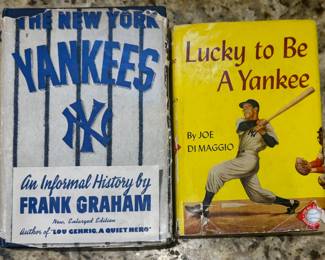 THE NEW YORK
YANKEES
NY
An Informal History by
FRANK GRAHAM
New, Enlarged Edition
Author of "LOU GEHRIG, A QUIET HERO"
Lucky to Be
A Yankee
By JOE
DI MAGGIO